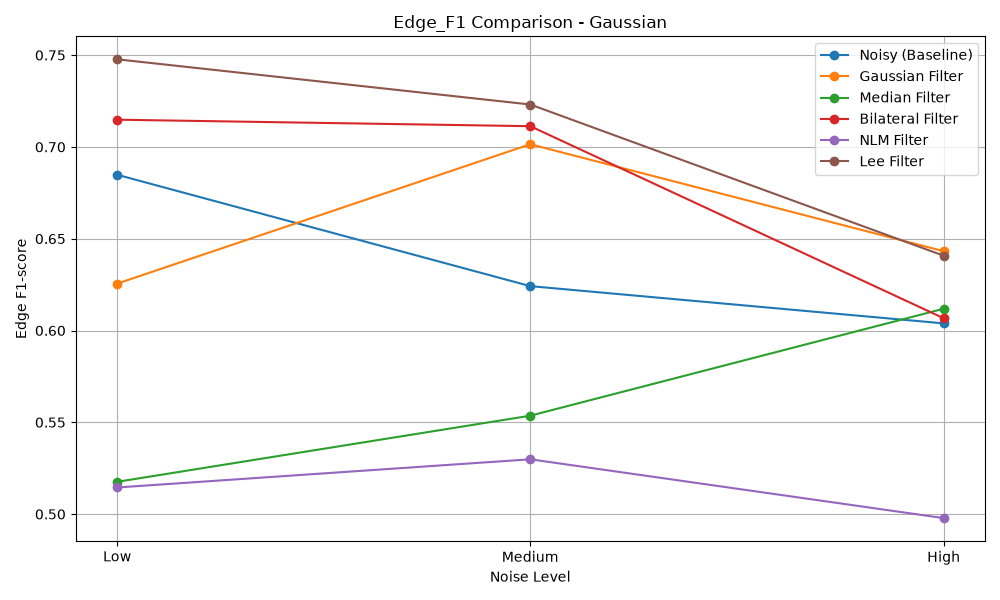 Edge_F1 Comparison - Gaussian
Edge F1-score
0.75
0.70
0.65
0.60
0.55
0.50
Noisy (Baseline)
Gaussian Filter
Median Filter
Bilateral Filter
NLM Filter
Lee Filter
Low
Medium
High
Noise Level